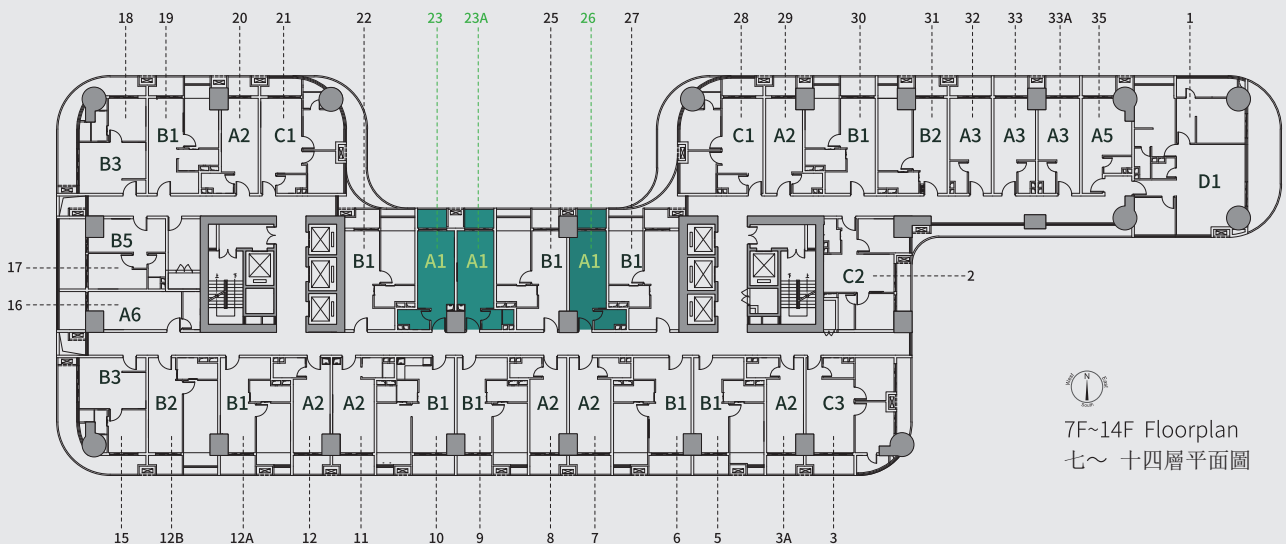 18 19 20 21 22 23 23A 25 26 27 28 29 30 31 32 33 33A 35 1
B3 B1 A2 C1 C1 A2 B1 B2 A3 A3 A3 A5 D1
B5 B1 A1 A1 B1 A1 B1 C2
17 2
16 A6
B3 B2 B1 A2 A2 B1 B1 A2 A2 B1 B1 A2 C3
N
West East
South
7F~14F Floorplan
七～ 十四層平面圖
15 12B 12A 12 11 10 9 8 7 6 5 3A 3